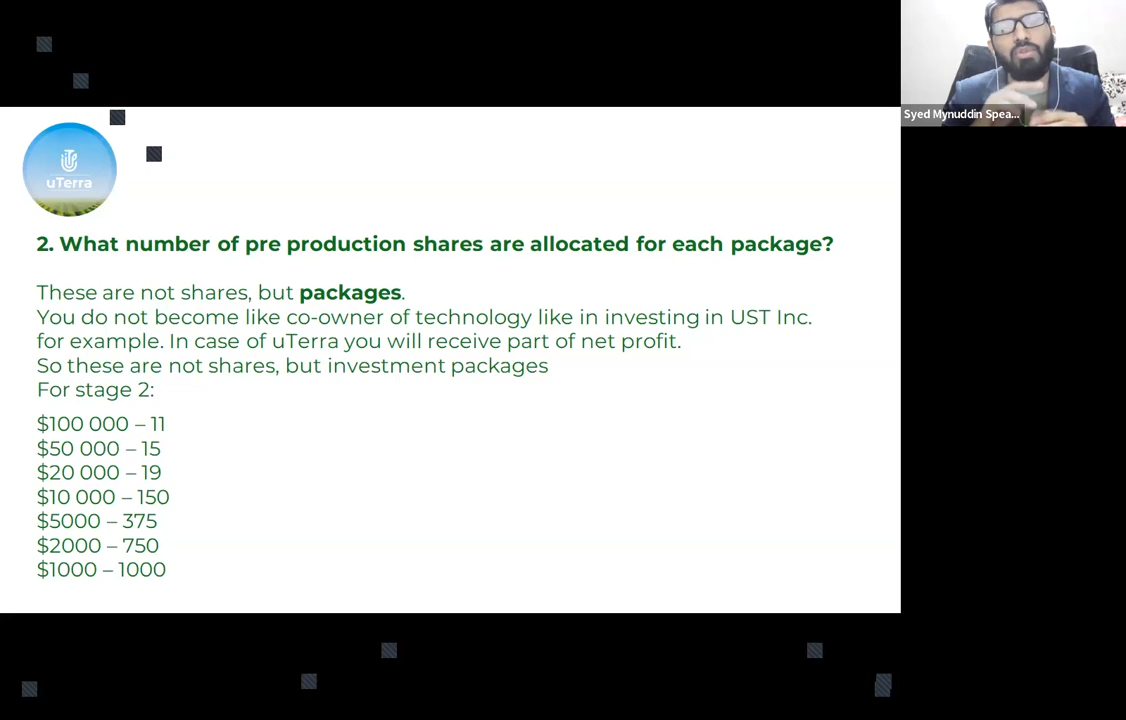 Syed Mynuddin Spea...
uTerra
2. What number of pre production shares are allocated for each package?
These are not shares, but packages.
You do not become like co-owner of technology like in investing in UST Inc.
for example. In case of uTerra you will receive part of net profit.
So these are not shares, but investment packages
For stage 2:
$100 000 – 11
$50 000 – 15
$20 000 – 19
$10 000 – 150
$5000 – 375
$2000 – 750
$1000 – 1000